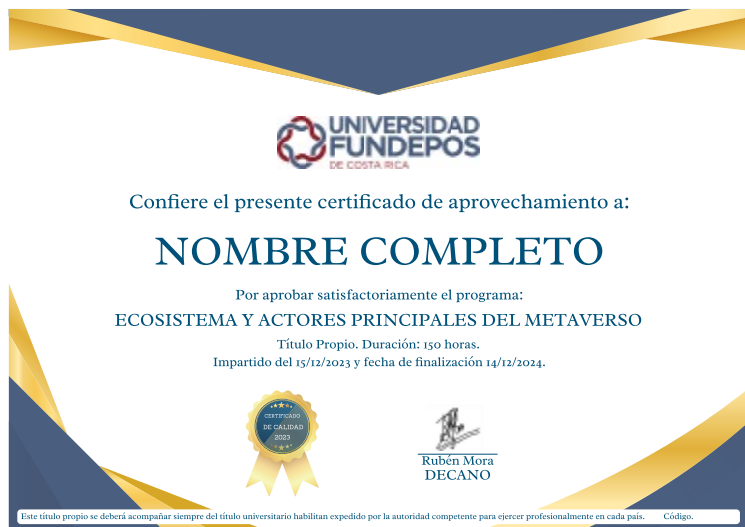 UNIVERSIDAD
FUNDEPOS
DE COSTA RICA
Confiere el presente certificado de aprovechamiento a:
NOMBRE COMPLETO
Por aprobar satisfactoriamente el programa:
ECOSISTEMA Y ACTORES PRINCIPALES DEL METAVERSO
Título Propio. Duración: 150 horas.
Impartido del 15/12/2023 y fecha de finalización 14/12/2024.
CERTIFICADO
DE CALIDAD
2023
Rubén Mora
DECANO
Este título propio se deberá acompañar siempre del título universitario habilitan expedido por la autoridad competente para ejercer profesionalmente en cada país. Código.